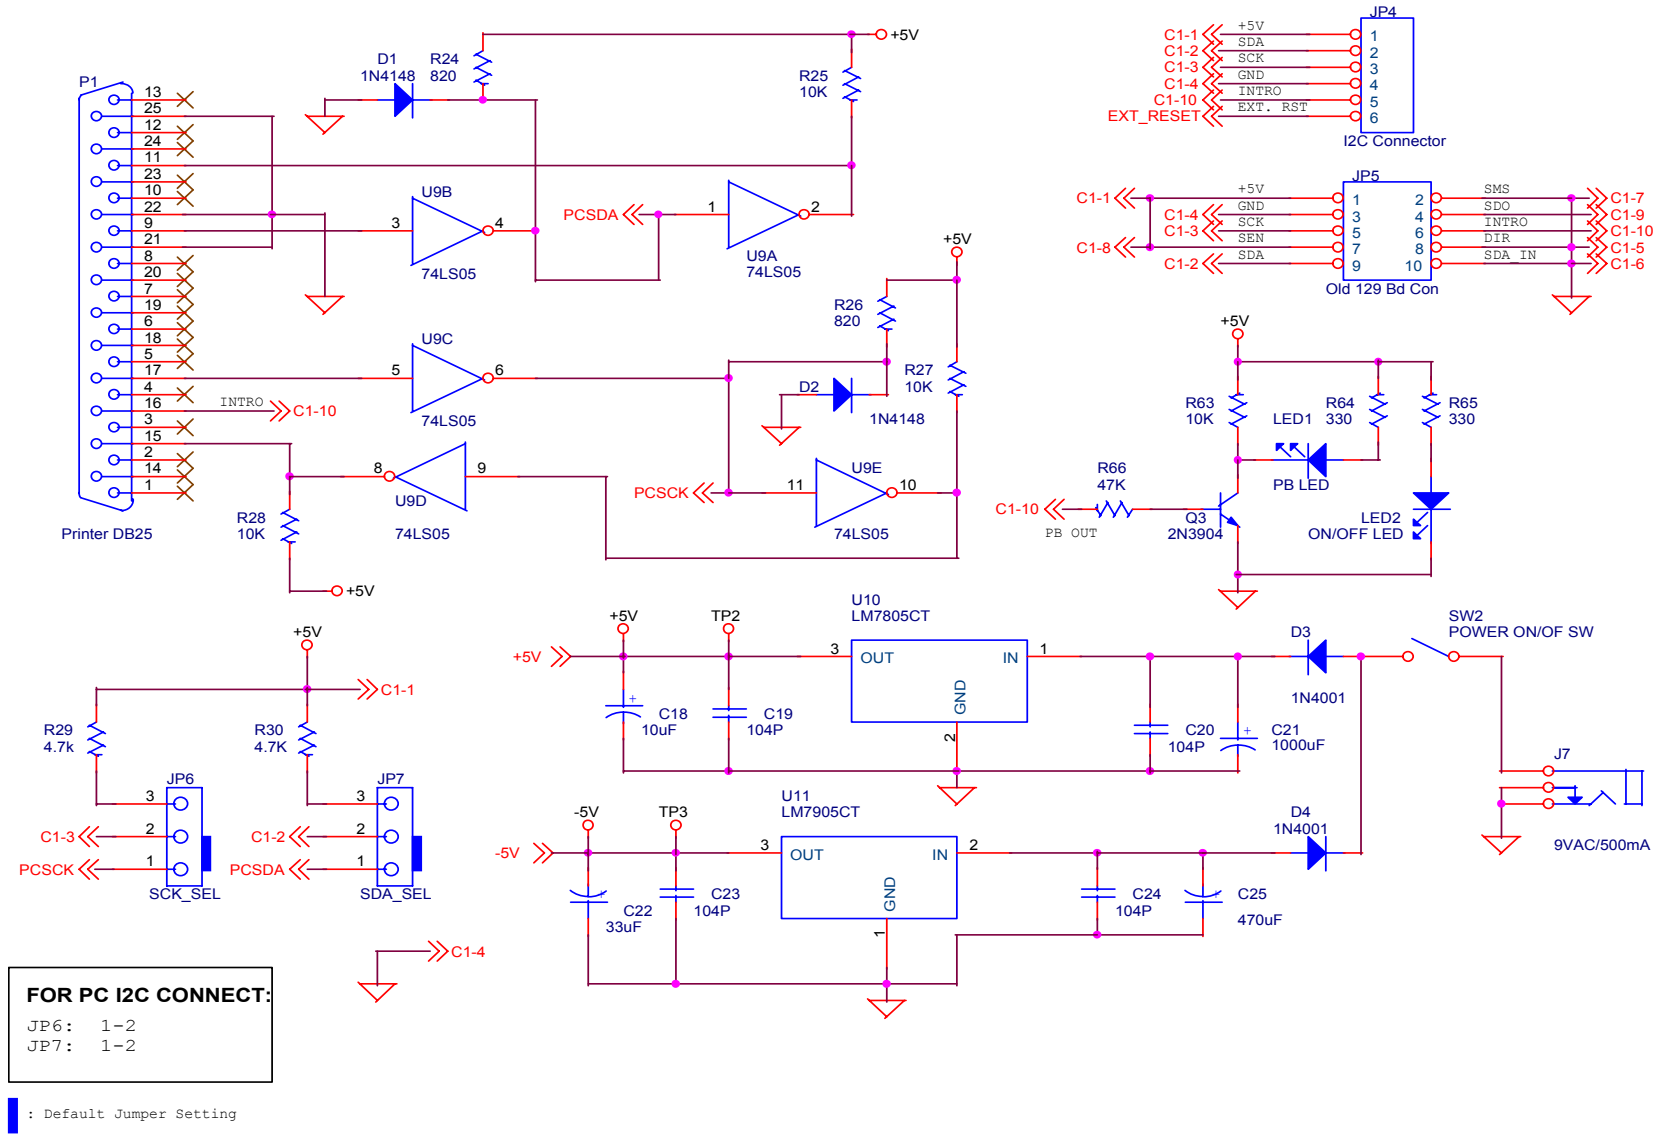 P1
13
25
12
24
11
23
10
22
9
21
8
20
7
19
6
18
5
17
4
16
3
15
2
14
1
Printer DB25
INTRO
C1-10
D1
1N4148
R24
820
+5V
R25
10K
U9B
3
4
74LS05
PCSDA
1
2
U9A
74LS05
U9C
5
6
74LS05
8
9
U9D
74LS05
R28
10K
+5V
+5V
R26
820
R27
10K
D2
1N4148
PCSCK
11
U9E
10
74LS05
JP4
C1-1
+5V
1
C1-2
SDA
2
C1-3
SCK
3
C1-4
GND
4
C1-10
INTRO
5
EXT_RESET
EXT. RST
6
I2C Connector
JP5
C1-1
+5V
1
2
SMS
C1-7
C1-4
GND
3
4
SDO
C1-9
C1-3
SCK
5
6
INTRO
C1-10
C1-8
SEN
7
8
DIR
C1-5
C1-2
SDA
9
10
SDA_IN
C1-6
Old 129 Bd Con
+5V
R63
10K
LED1
R64
330
R65
330
PB LED
R66
47K
C1-10
PB OUT
Q3
2N3904
LED2
ON/OFF LED
+5V
C1-1
R29
4.7k
R30
4.7K
JP6
3
C1-3
2
PCSCK
1
SCK_SEL
JP7
3
C1-2
2
PCSDA
1
SDA_SEL
C1-4
U10
LM7805CT
+5V
TP2
+5V
3
OUT
IN
1
GND
2
+
C18
10uF
C19
104P
C20
104P
+
C21
1000uF
D3
1N4001
SW2
POWER ON/OF SW
J7
9VAC/500mA
U11
LM7905CT
-5V
TP3
-5V
3
OUT
IN
2
GND
1
+
C22
33uF
C23
104P
C24
104P
+
C25
470uF
D4
1N4001
FOR PC I2C CONNECT:
JP6: 1-2
JP7: 1-2
: Default Jumper Setting